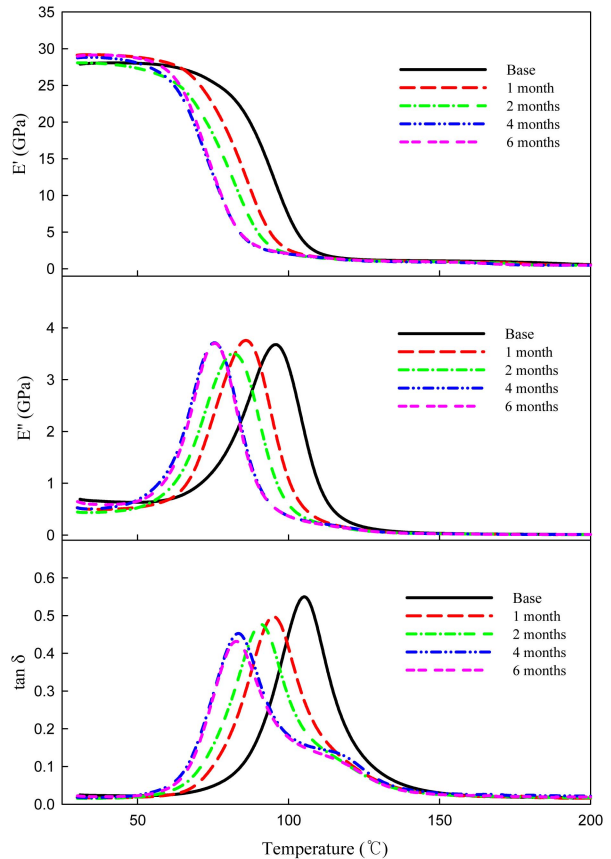 35
30
25
20
15
10
5
0
E' (GPa)
Base
1 month
2 months
4 months
6 months
4
3
2
1
0
E" (GPa)
Base
1 month
2 months
4 months
6 months
0.6
0.5
0.4
0.3
0.2
0.1
0.0
tan δ
Base
1 month
2 months
4 months
6 months
50 100 150 200
Temperature (℃)